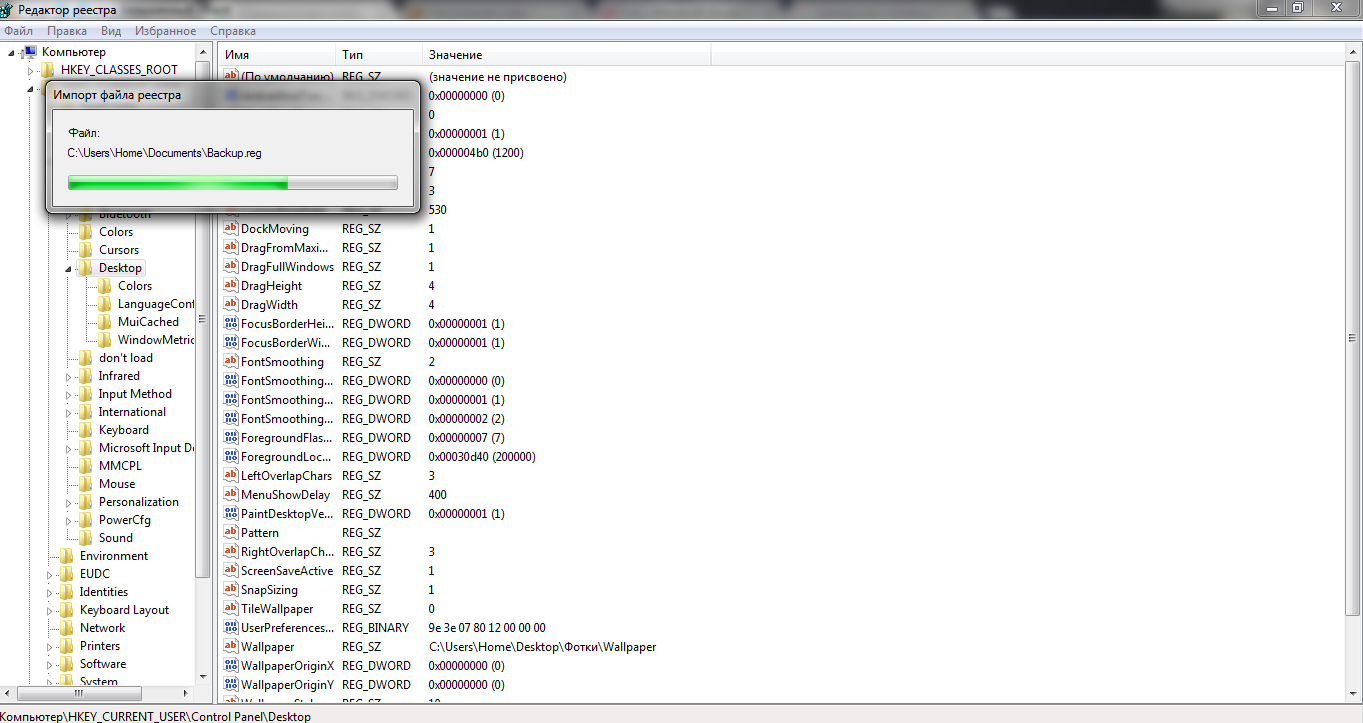 Редактор реестра
Файл Правка Вид Избранное Справка
Компьютер
HKEY_CLASSES_ROOT
Импорт файла реестра
Файл:
C:\Users\Home\Documents\Backup.reg
Bluetooth
Colors
Cursors
Desktop
Colors
LanguageConf
MuiCached
WindowMetric
don't load
Infrared
Input Method
International
Keyboard
Microsoft Input De
MMCPL
Mouse
Personalization
PowerCfg
Sound
Environment
EUDC
Identities
Keyboard Layout
Network
Printers
Software
System
Имя Тип Значение
(По умолчанию) REG_SZ (значение не присвоено)
0x00000000 (0)
0
0x00000001 (1)
0x000004b0 (1200)
7
3
530
DockMoving REG_SZ 1
DragFromMaxi... REG_SZ 1
DragFullWindows REG_SZ 1
DragHeight REG_SZ 4
DragWidth REG_SZ 4
FocusBorderHei... REG_DWORD 0x00000001 (1)
FocusBorderWi... REG_DWORD 0x00000001 (1)
FontSmoothing REG_SZ 2
FontSmoothing... REG_DWORD 0x00000000 (0)
FontSmoothing... REG_DWORD 0x00000001 (1)
FontSmoothing... REG_DWORD 0x00000002 (2)
ForegroundFlas... REG_DWORD 0x00000007 (7)
ForegroundLoc... REG_DWORD 0x00030d40 (200000)
LeftOverlapChars REG_SZ 3
MenuShowDelay REG_SZ 400
PaintDesktopVe... REG_DWORD 0x00000001 (1)
Pattern REG_SZ
RightOverlapCh... REG_SZ 3
ScreenSaveActive REG_SZ 1
SnapSizing REG_SZ 1
TileWallpaper REG_SZ 0
UserPreferences... REG_BINARY 9e 3e 07 80 12 00 00 00
Wallpaper REG_SZ C:\Users\Home\Desktop\Фотки\Wallpaper
WallpaperOriginX REG_DWORD 0x00000000 (0)
WallpaperOriginY REG_DWORD 0x00000000 (0)
Компьютер\HKEY_CURRENT_USER\Control Panel\Desktop